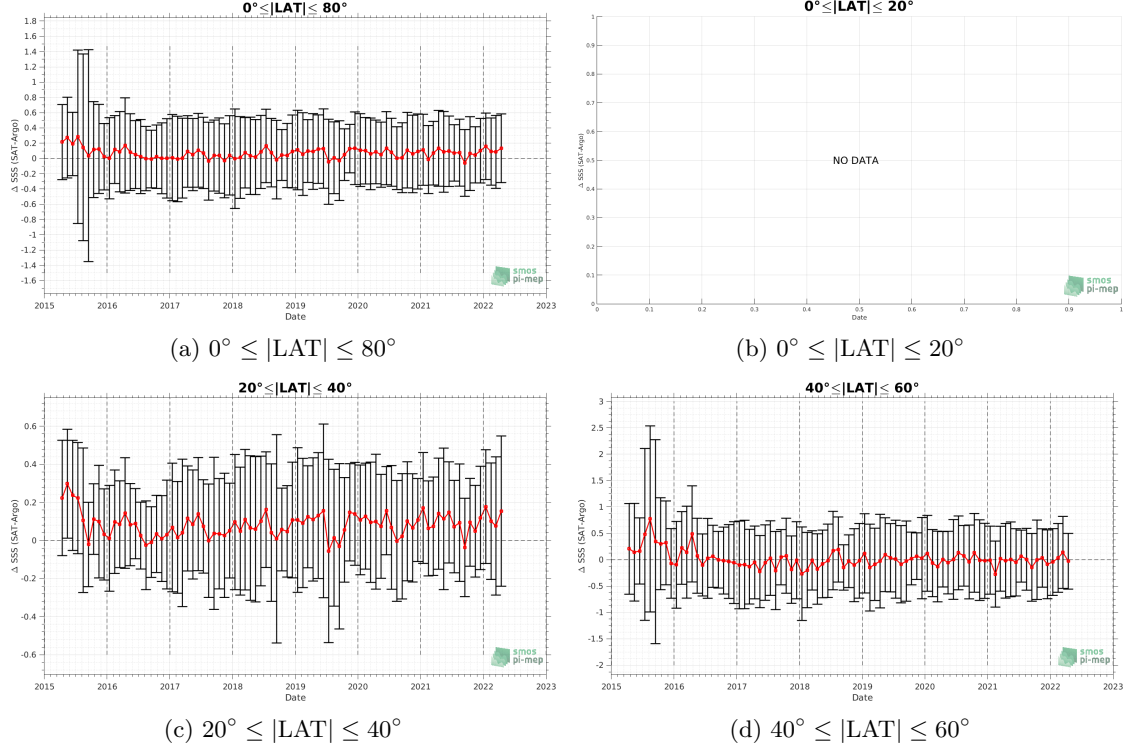 0°≤|LAT|≤ 80°
Δ SSS (SAT-Argo)
1.8
1.6
1.4
1.2
1
0.8
0.6
0.4
0.2
0
-0.2
-0.4
-0.6
-0.8
-1
-1.2
-1.4
-1.6
smos
pi-mep
2015 2016 2017 2018 2019 2020 2021 2022 2023
Date
(a) 0° ≤ |LAT| ≤ 80°
0°≤|LAT|≤ 20°
Δ SSS (SAT-Argo)
1
0.9
0.8
0.7
0.6
0.5
0.4
0.3
0.2
0.1
0
NO DATA
smos
pi-mep
0 0.1 0.2 0.3 0.4 0.5 0.6 0.7 0.8 0.9 1
Date
(b) 0° ≤ |LAT| ≤ 20°
20°≤|LAT|≤ 40°
Δ SSS (SAT-Argo)
0.6
0.4
0.2
0
-0.2
-0.4
-0.6
smos
pi-mep
2015 2016 2017 2018 2019 2020 2021 2022 2023
Date
(c) 20° ≤ |LAT| ≤ 40°
40°≤|LAT|≤ 60°
Δ SSS (SAT-Argo)
3
2.5
2
1.5
1
0.5
0
-0.5
-1
-1.5
-2
smos
pi-mep
2015 2016 2017 2018 2019 2020 2021 2022 2023
Date
(d) 40° ≤ |LAT| ≤ 60°